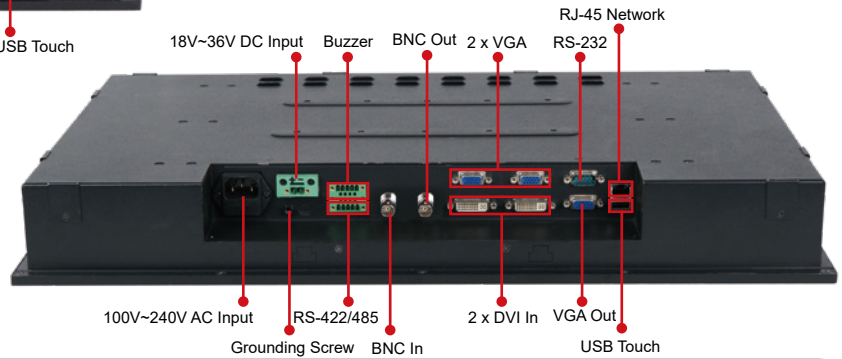 USB Touch
RJ-45 Network
18V~36V DC Input
Buzzer
BNC Out
2 x VGA
RS-232
100V~240V AC Input
RS-422/485
2 x DVI In
VGA Out
Grounding Screw
BNC In
USB Touch